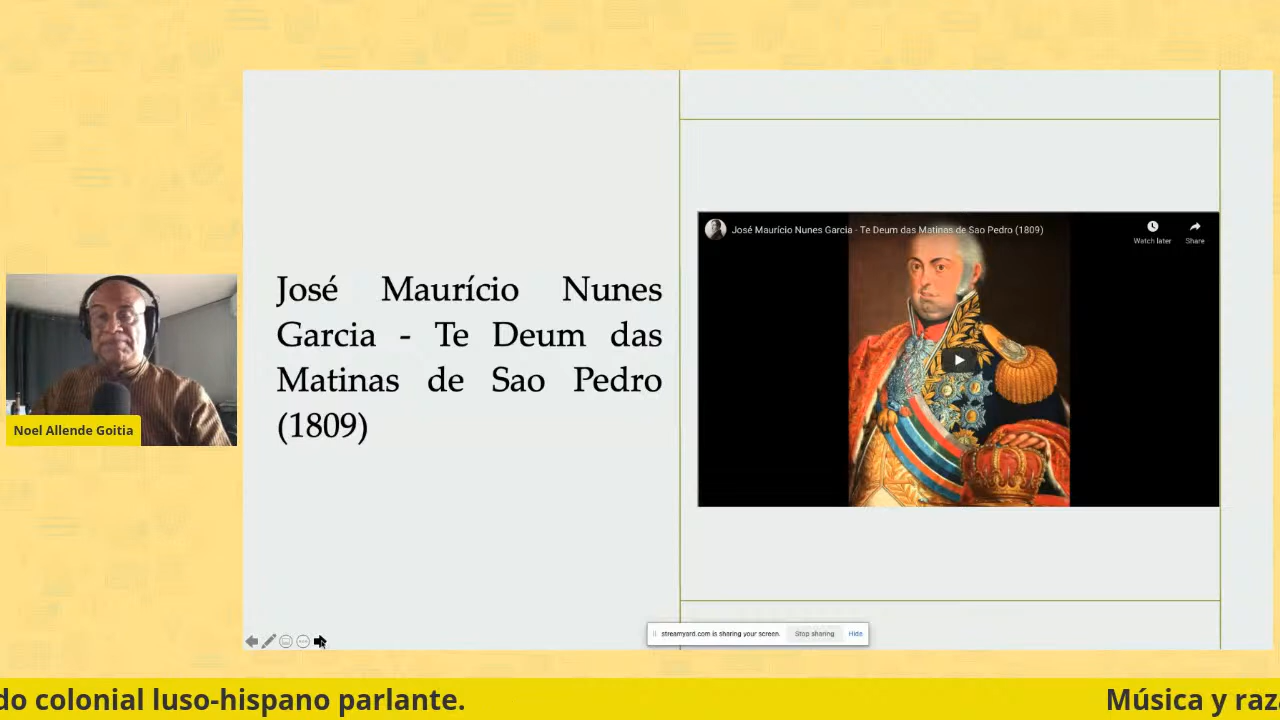 José Maurício Nunes
Garcia - Te Deum das
Matinas de Sao Pedro
(1809)
José Maurício Nunes Garcia - Te Deum das Matinas de Sao Pedro (1809)
Watch later
Share
Noel Allende Goitia
streamyard.com is sharing your screen.
Stop sharing
Hide
do colonial luso-hispano parlante.
Música y raz